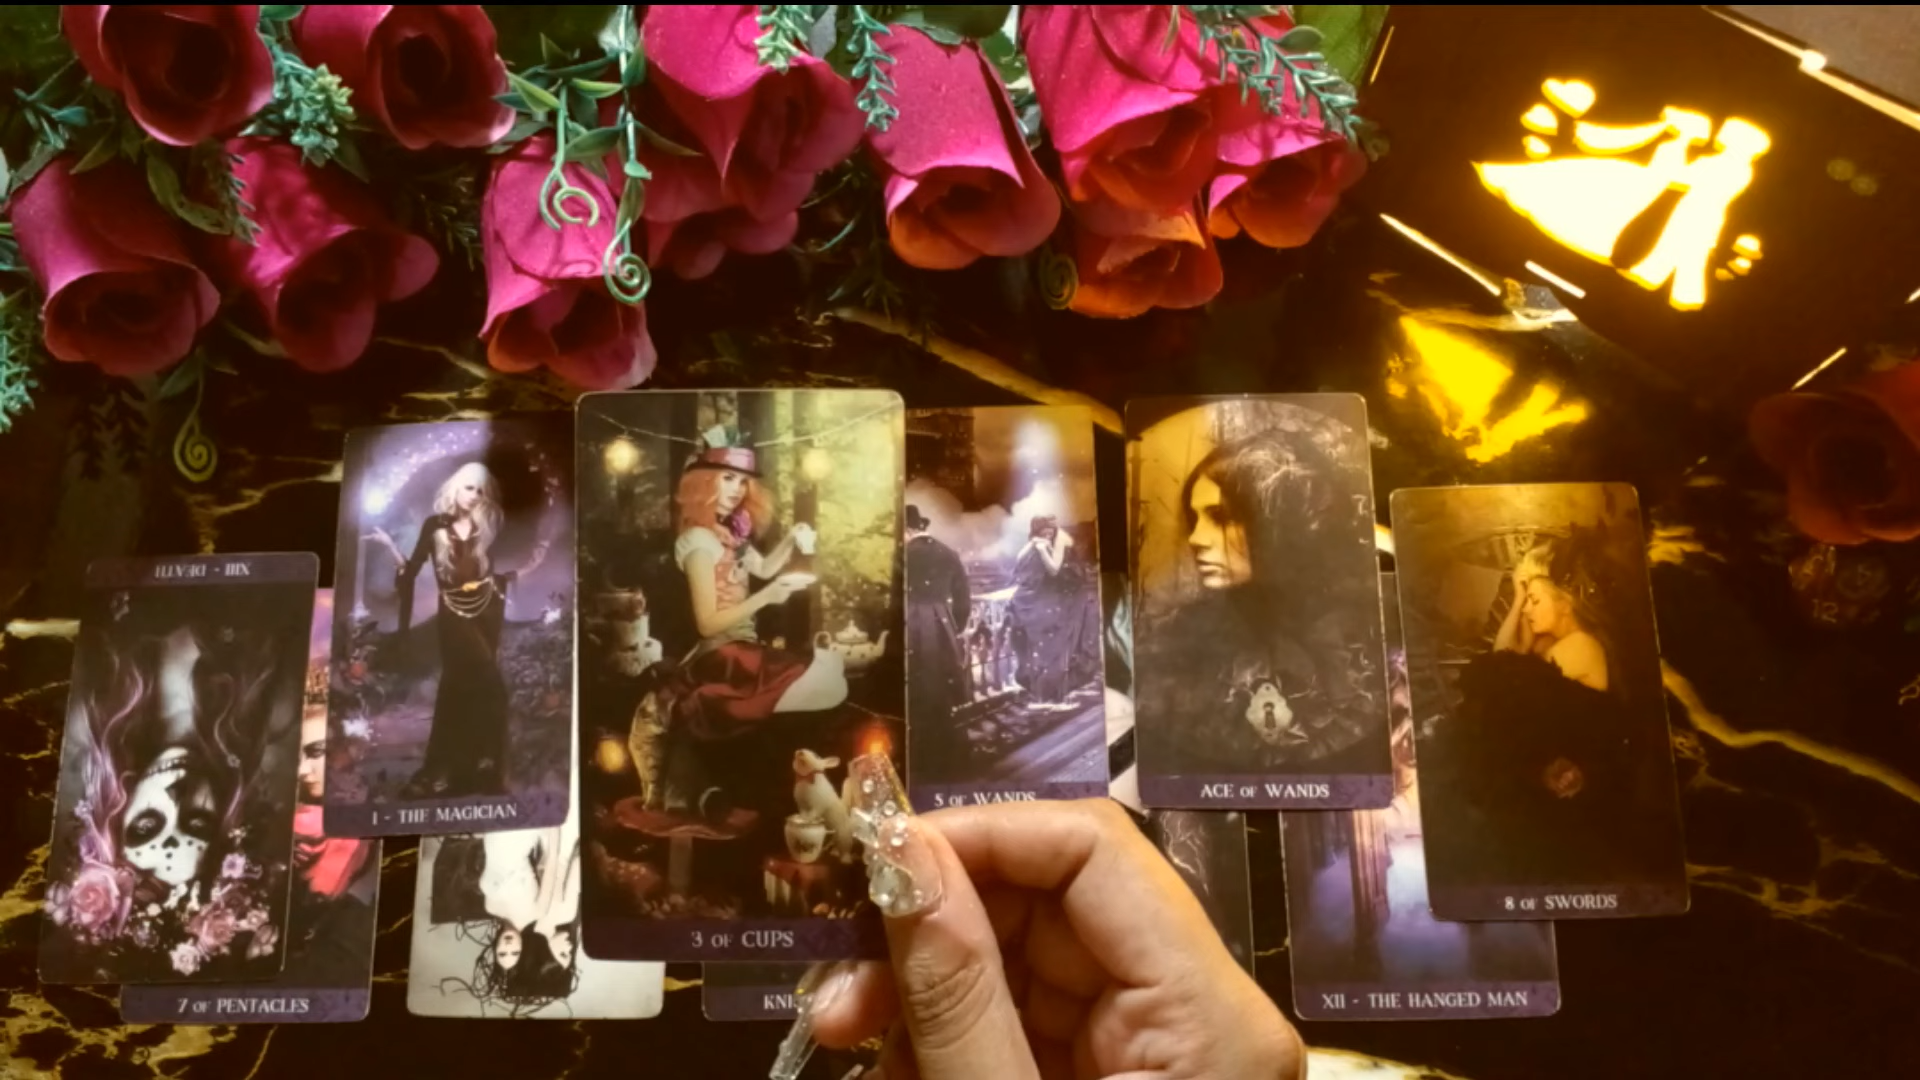 XIII - DEATH
I - THE MAGICIAN
5 OF WANDS
ACE OF WANDS
8 OF SWORDS
3 OF CUPS
7 OF PENTACLES
XII - THE HANGED MAN
12